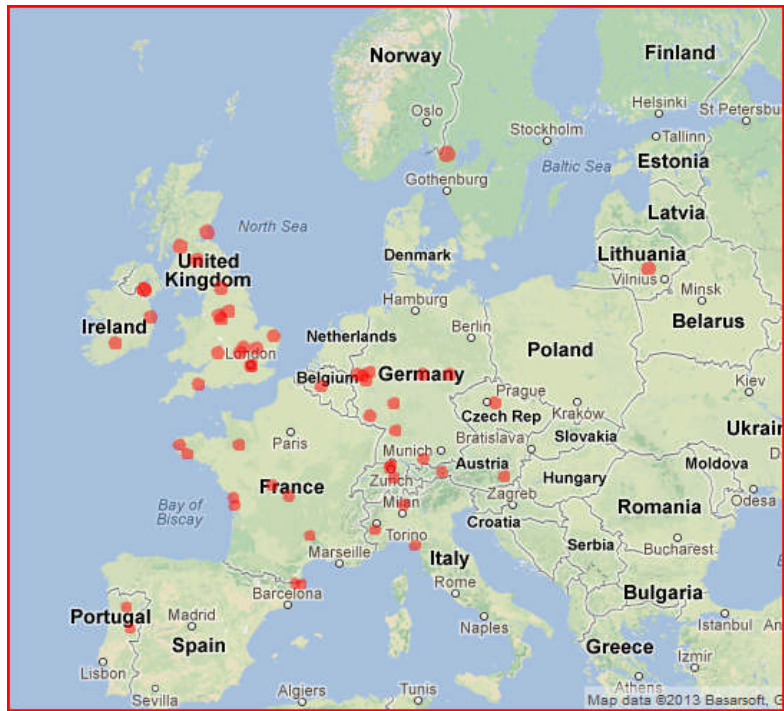 Norway
Finland
Oslo
Helsinki
St Petersbu
Stockholm
Tallinn
Baltic Sea
Estonia
Gothenburg
Latvia
North Sea
Denmark
Lithuania
United
Kingdom
Vilnius
Minsk
Hamburg
Ireland
Netherlands
Berlin
Belarus
London
Poland
Belgium
Germany
Prague
Kiev
Kraków
Czech Rep
Ukrain
Paris
Bratislava
Slovakia
Munich
Austria
Moldova
Zurich
Hungary
France
Zagreb
Odesa
Milan
Romania
Bay of
Biscay
Croatia
Torino
Serbia
Bucharest
Marseille
Italy
Rome
Bulgaria
Barcelona
Portugal
Madrid
Istanbul
An
Naples
Spain
Greece
Izmir
Lisbon
Sevilla
Algiers
Tunis
Athens
Map data ©2013 Basarsoft, G